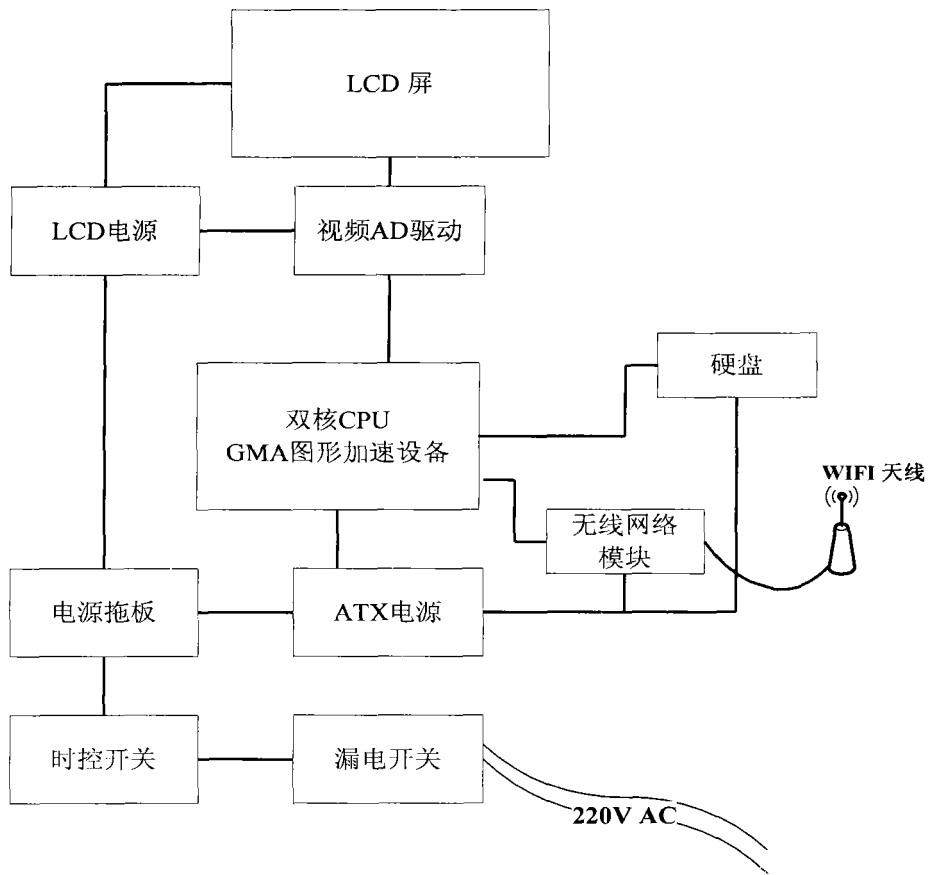 LCD 屏
LCD电源
视频AD驱动
硬盘
双核CPU
GMA图形加速设备
WIFI 天线
无线网络
模块
电源拖板
ATX电源
时控开关
漏电开关
220V AC